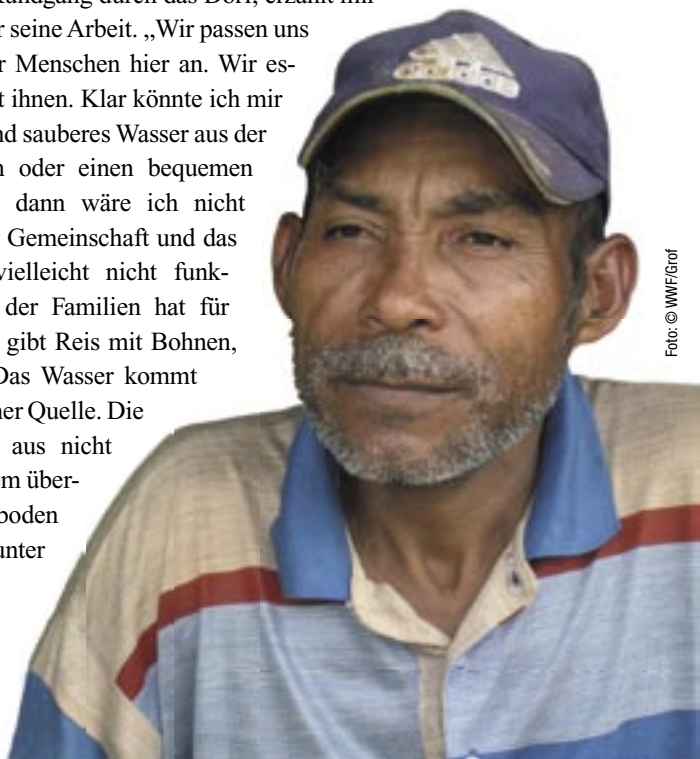 Rundgang durch das Dorf, erzählt mir
r seine Arbeit. „Wir passen uns
r Menschen hier an. Wir es-
t ihnen. Klar könnte ich mir
nd sauberes Wasser aus der
n oder einen bequemen
dann wäre ich nicht
Gemeinschaft und das
vielleicht nicht funk-
der Familien hat für
gibt Reis mit Bohnen,
Das Wasser kommt
ner Quelle. Die
aus nicht
m über-
boden
unter
Foto: © WWF/Grof